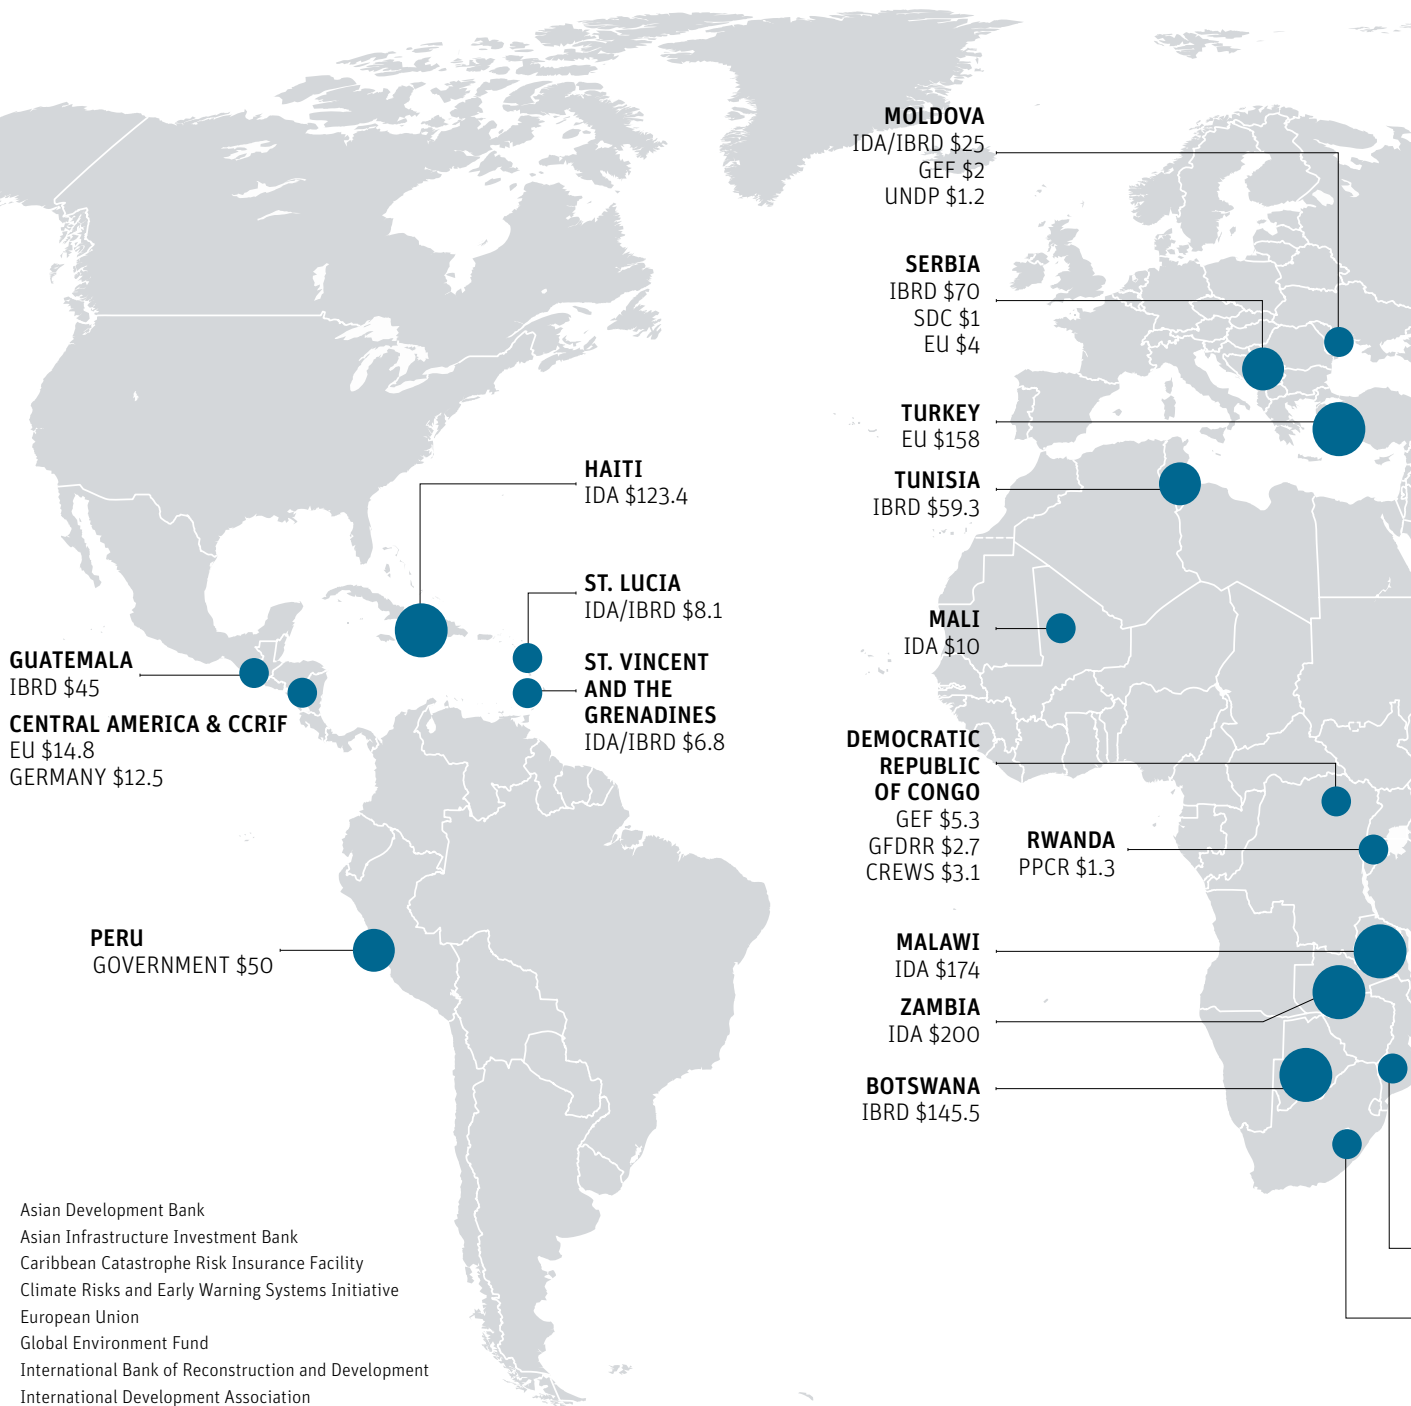 MOLDOVA
IDA/IBRD $25
GEF $2
UNDP $1.2
SERBIA
IBRD $70
SDC $1
EU $4
TURKEY
EU $158
TUNISIA
IBRD $59.3
HAITI
IDA $123.4
ST. LUCIA
IDA/IBRD $8.1
ST. VINCENT
AND THE
GRENADINES
IDA/IBRD $6.8
MALI
IDA $10
GUATEMALA
IBRD $45
CENTRAL AMERICA & CCRIF
EU $14.8
GERMANY $12.5
DEMOCRATIC
REPUBLIC
OF CONGO
GEF $5.3
GFDRR $2.7
CREWS $3.1
RWANDA
PPCR $1.3
PERU
GOVERNMENT $50
MALAWI
IDA $174
ZAMBIA
IDA $200
BOTSWANA
IBRD $145.5
Asian Development Bank
Asian Infrastructure Investment Bank
Caribbean Catastrophe Risk Insurance Facility
Climate Risks and Early Warning Systems Initiative
European Union
Global Environment Fund
International Bank of Reconstruction and Development
International Development Association